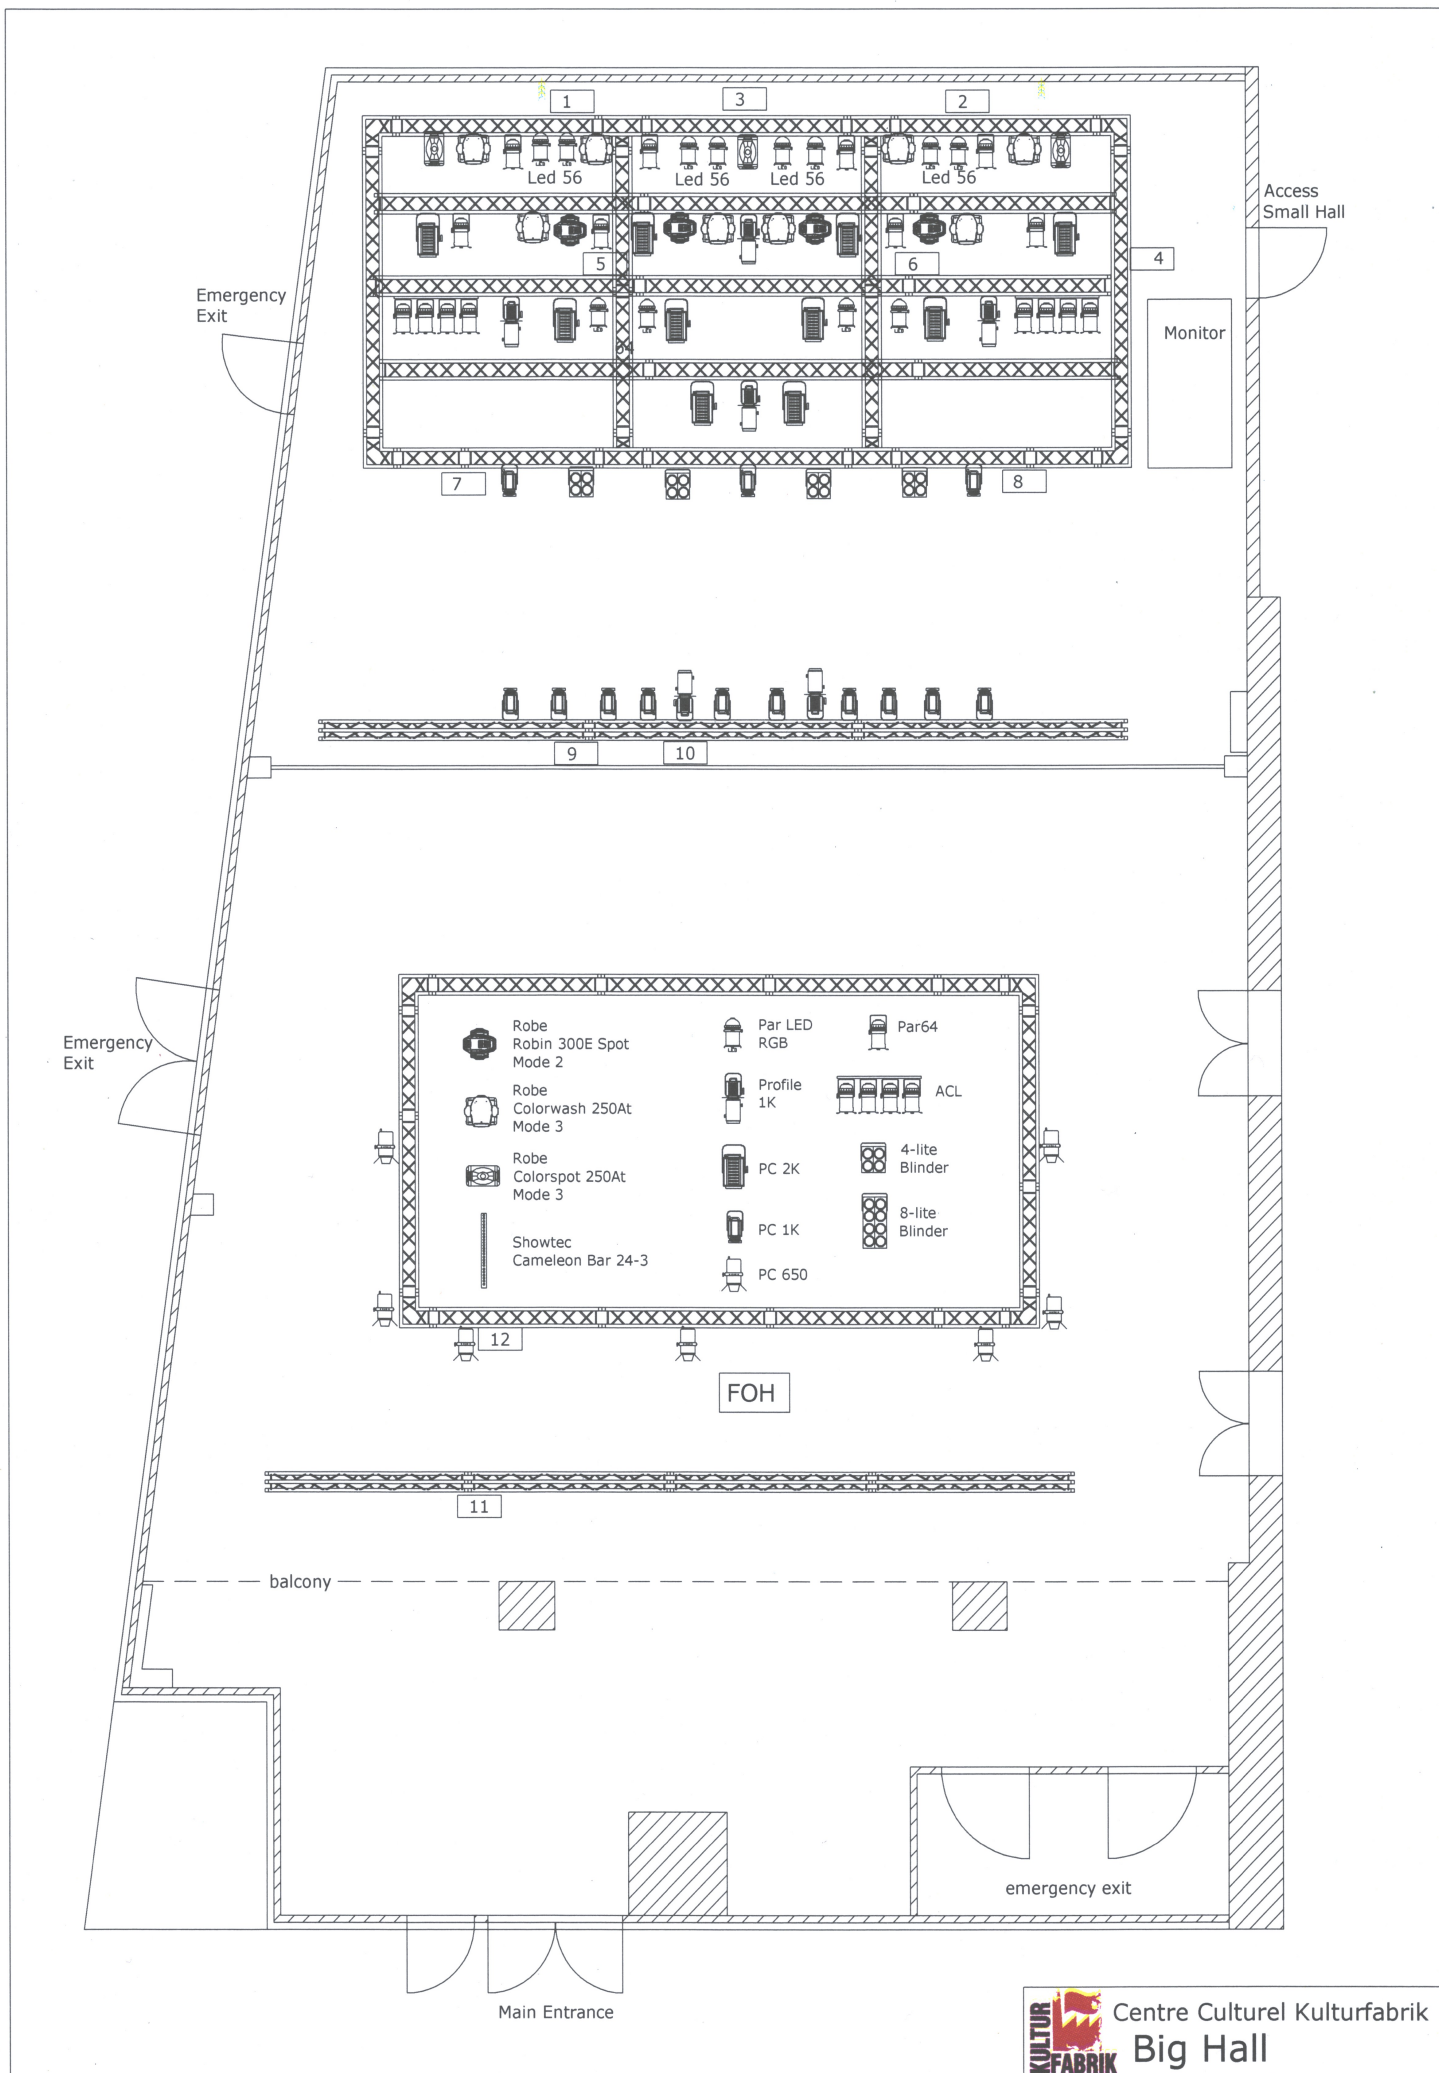 1
3
2
Led 56
Led 56
Led 56
Led 56
Access
Small Hall
5
6
4
Emergency
Exit
Monitor
7
8
9
10
Emergency
Exit
Robe
Robin 300E Spot
Mode 2
Robe
Colorwash 250At
Mode 3
Robe
Colorspot 250At
Mode 3
Showtec
Cameleon Bar 24-3
Par LED
RGB
Profile
1K
PC 2K
PC 1K
PC 650
Par64
ACL
4-lite
Blinder
8-lite
Blinder
12
FOH
11
balcony
emergency exit
Main Entrance
KULTUR
FABRIK
Centre Culturel Kulturfabrik
Big Hall